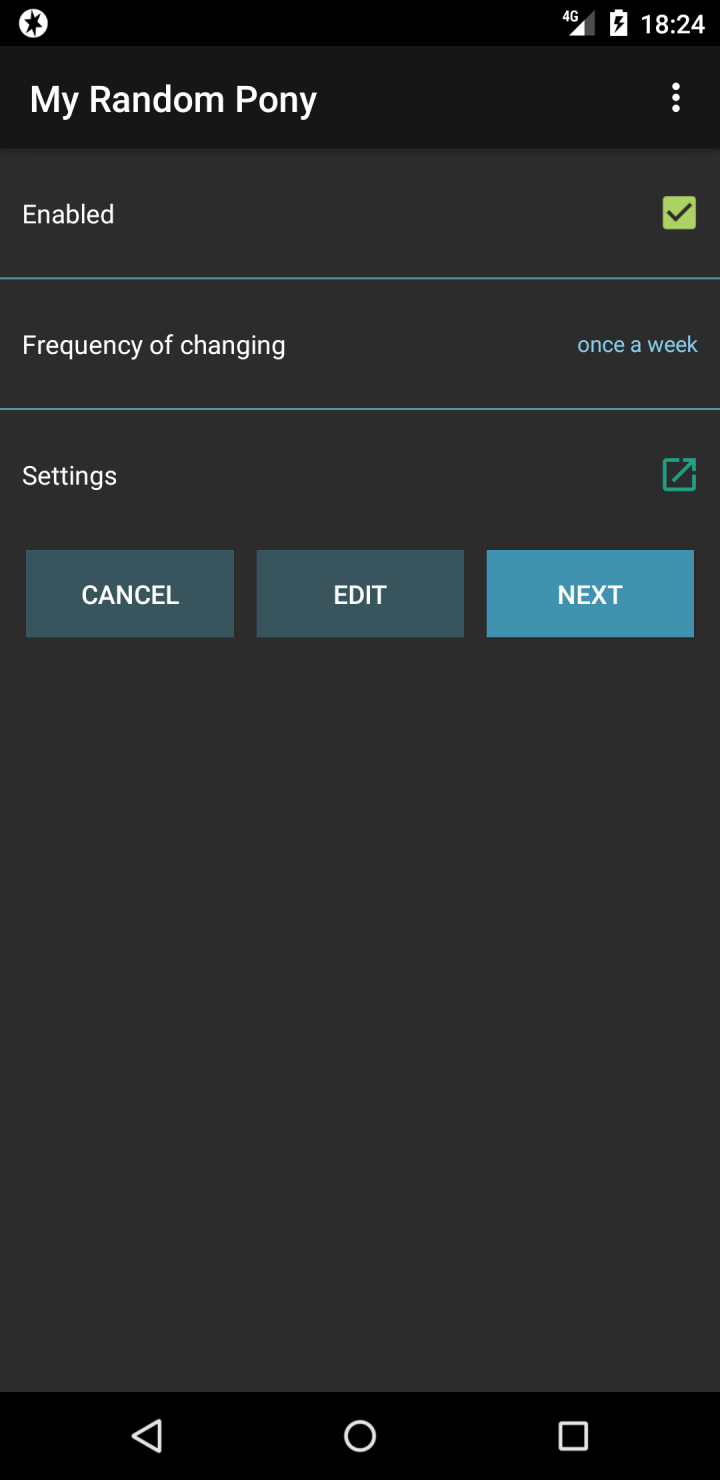 4G 18:24
My Random Pony
Enabled
Frequency of changing once a week
Settings
CANCEL EDIT NEXT